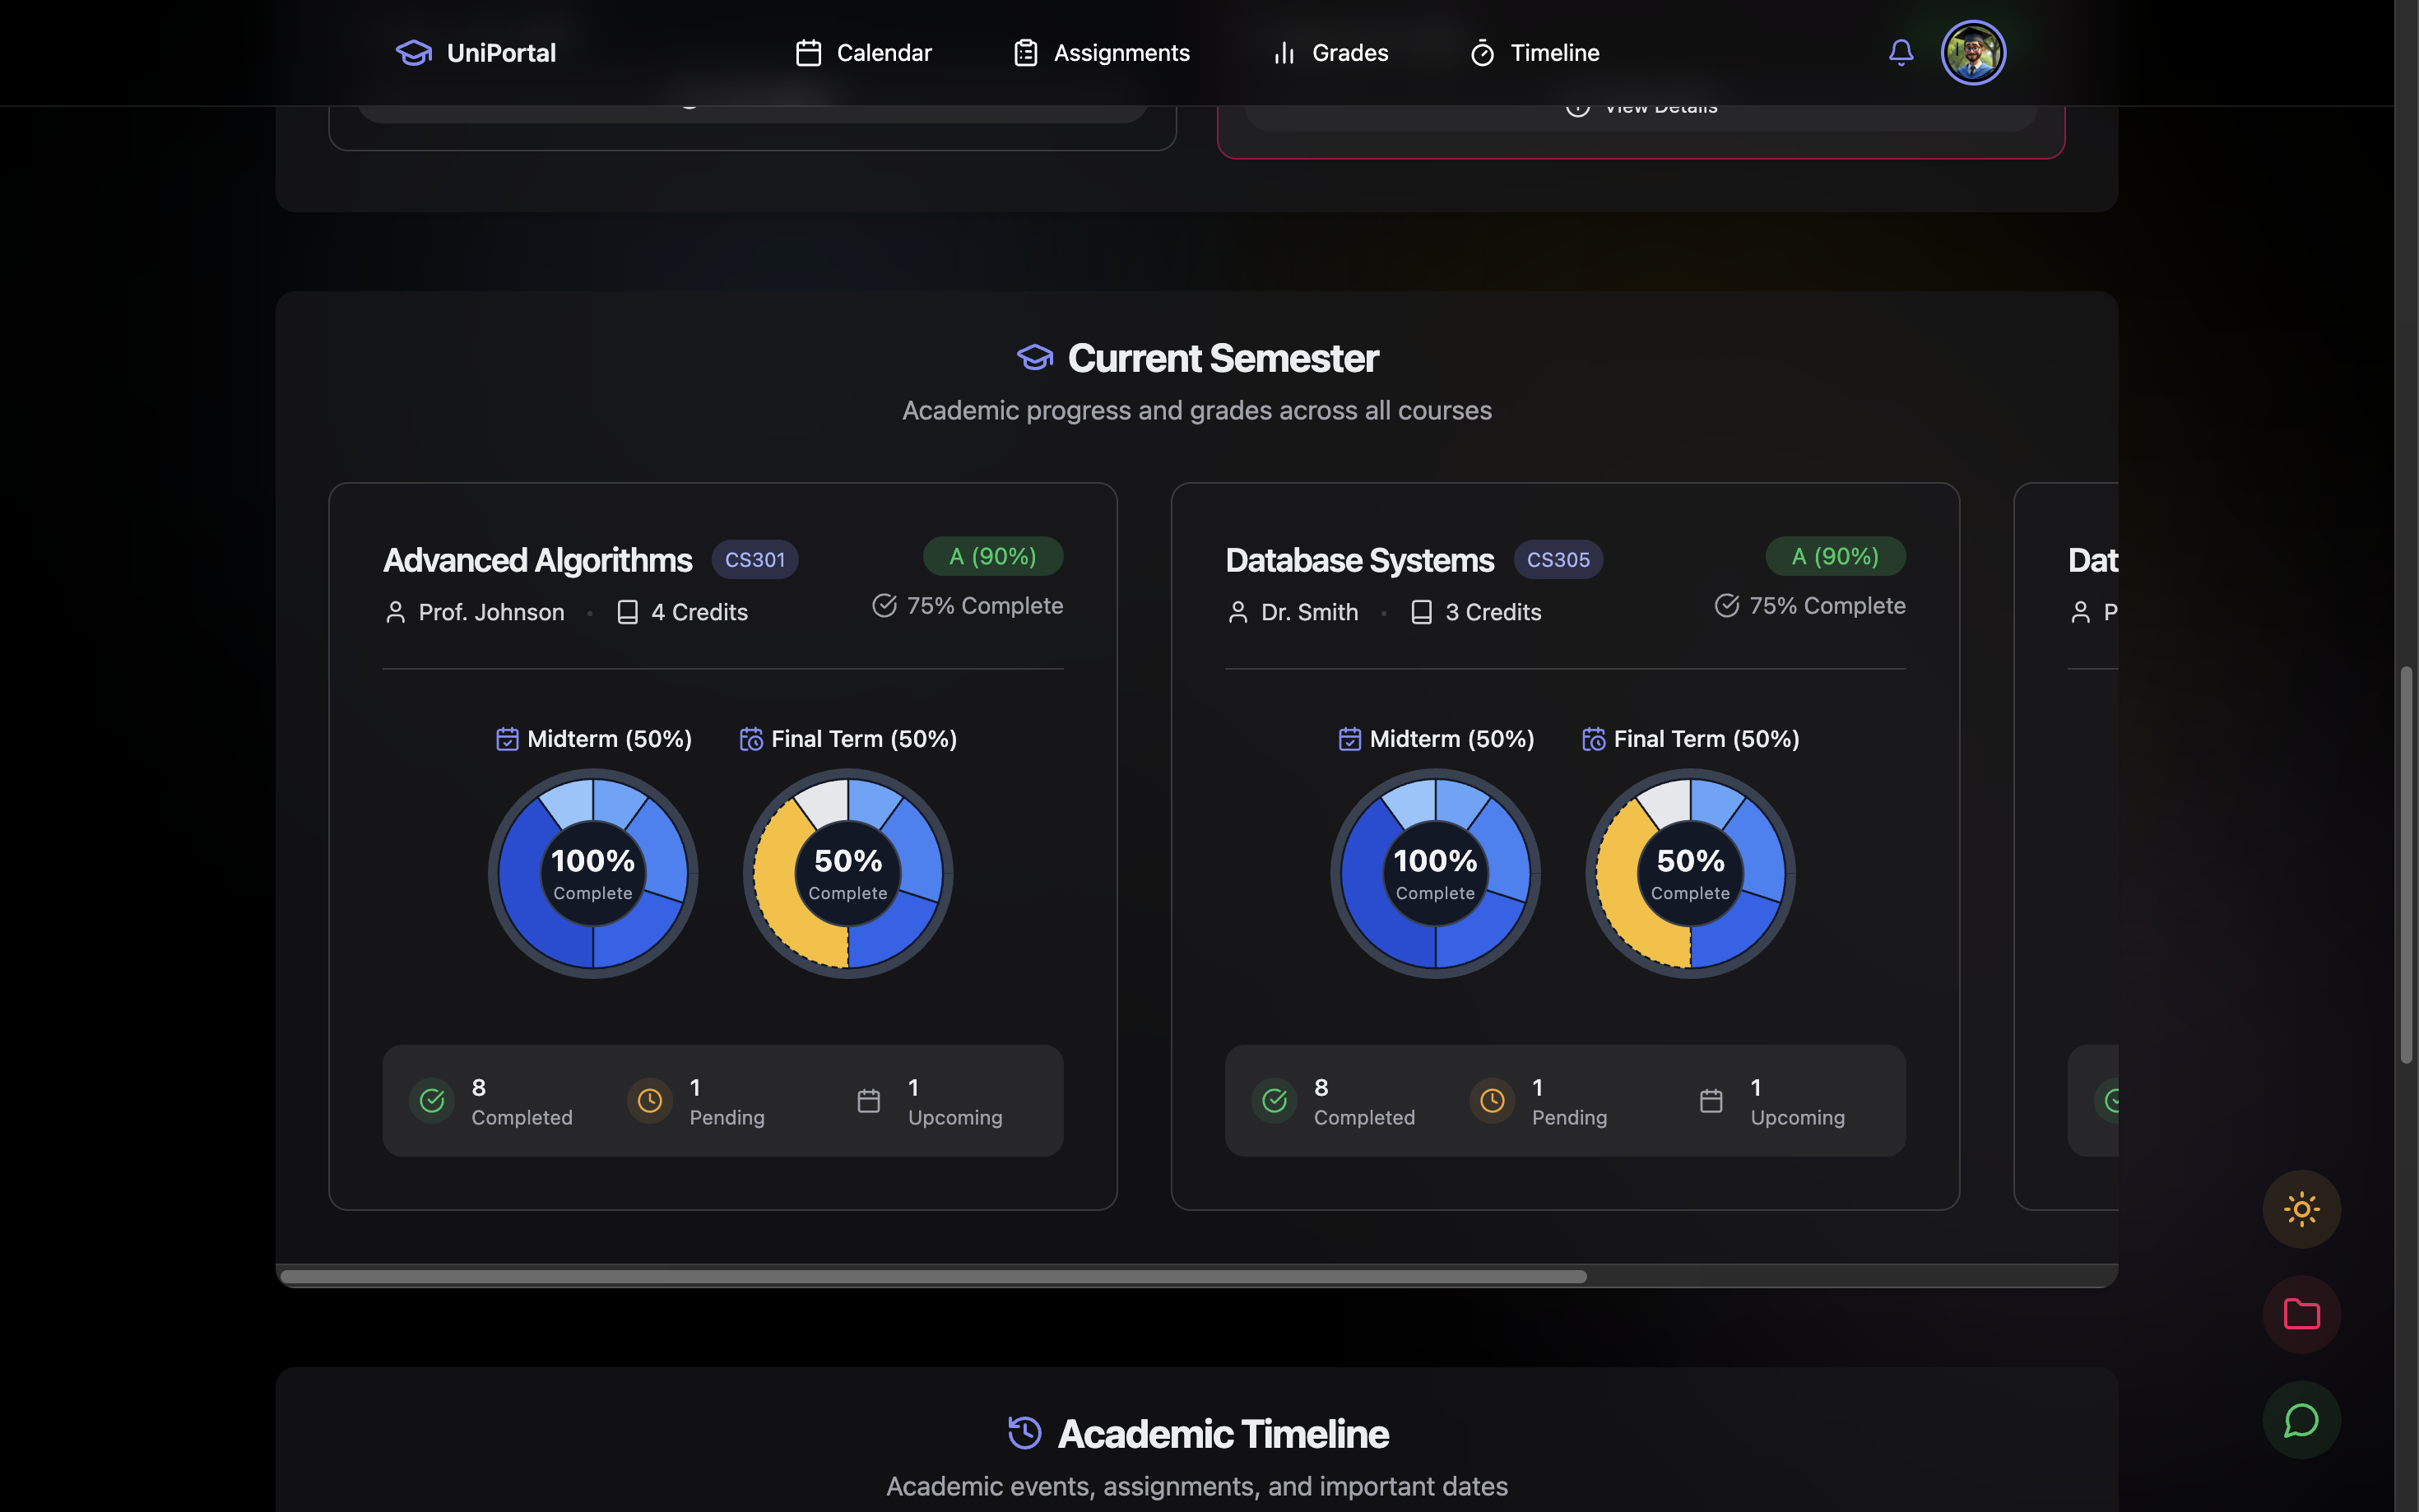 UniPortal
Calendar
Assignments
Grades
Timeline
View Details
Current Semester
Academic progress and grades across all courses
Advanced Algorithms CS301 A (90%)
Prof. Johnson · 4 Credits 75% Complete
Midterm (50%) Final Term (50%)
100% Complete
50% Complete
8 Completed
1 Pending
1 Upcoming
Database Systems CS305 A (90%)
Dr. Smith · 3 Credits 75% Complete
Midterm (50%) Final Term (50%)
100% Complete
50% Complete
8 Completed
1 Pending
1 Upcoming
Dat
P
Academic Timeline
Academic events, assignments, and important dates